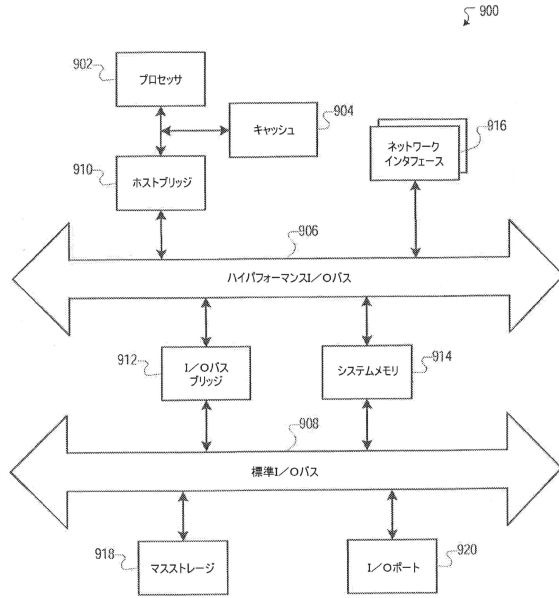 900
902
プロセッサ
904
キャッシュ
916
ネットワーク
インタフェース
910
ホストブリッジ
906
ハイパフォーマンスI/Oバス
912
I/Oバス
ブリッジ
システムメモリ
914
908
標準I/Oバス
918
マスストレージ
I/Oポート
920